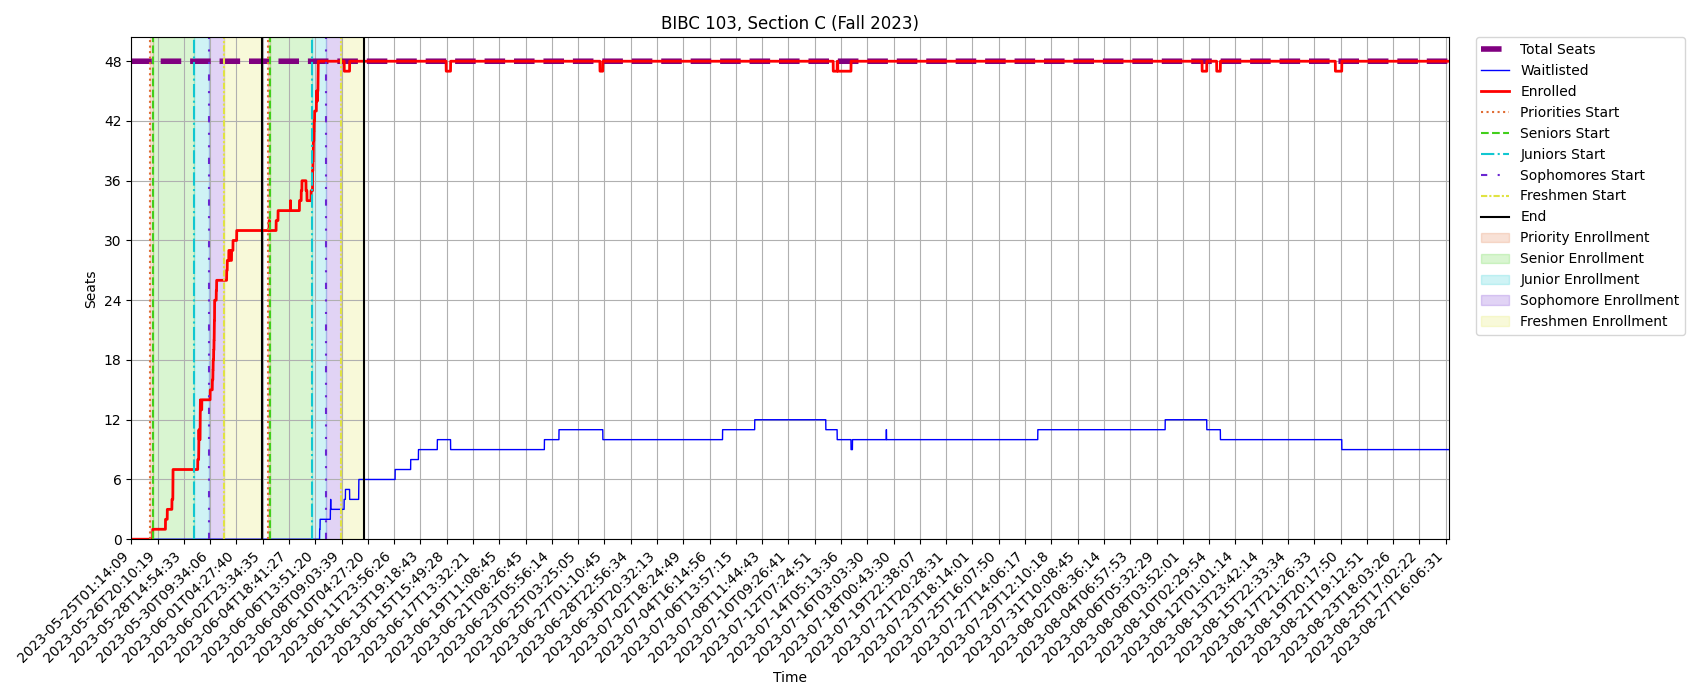 BIBC 103, Section C (Fall 2023)
Seats
48
42
36
30
24
18
12
6
0
2023-05-25T01:14:09
2023-05-26T20:10:19
2023-05-28T14:54:33
2023-05-30T09:34:06
2023-06-01T04:27:40
2023-06-02T23:34:35
2023-06-04T18:41:27
2023-06-06T13:51:20
2023-06-08T09:03:39
2023-06-10T04:27:20
2023-06-11T23:56:26
2023-06-13T19:18:43
2023-06-15T15:49:28
2023-06-17T13:32:21
2023-06-19T11:08:45
2023-06-21T08:26:45
2023-06-23T05:56:14
2023-06-25T03:25:05
2023-06-27T01:10:45
2023-06-28T22:56:34
2023-06-30T20:32:13
2023-07-02T18:24:49
2023-07-04T16:14:56
2023-07-06T13:57:15
2023-07-08T11:44:43
2023-07-10T09:26:41
2023-07-12T07:24:51
2023-07-14T05:13:36
2023-07-16T03:03:30
2023-07-18T00:43:30
2023-07-19T22:38:07
2023-07-21T20:28:31
2023-07-23T18:14:01
2023-07-25T16:07:50
2023-07-27T14:06:17
2023-07-29T12:10:18
2023-07-31T10:08:45
2023-08-02T08:36:14
2023-08-04T06:57:53
2023-08-06T05:32:29
2023-08-08T03:52:01
2023-08-10T02:29:54
2023-08-12T01:01:14
2023-08-13T23:42:14
2023-08-15T22:33:34
2023-08-17T21:26:33
2023-08-19T20:17:50
2023-08-21T19:12:51
2023-08-23T18:03:26
2023-08-25T17:02:22
2023-08-27T16:06:31
Time
Total Seats
Waitlisted
Enrolled
Priorities Start
Seniors Start
Juniors Start
Sophomores Start
Freshmen Start
End
Priority Enrollment
Senior Enrollment
Junior Enrollment
Sophomore Enrollment
Freshmen Enrollment